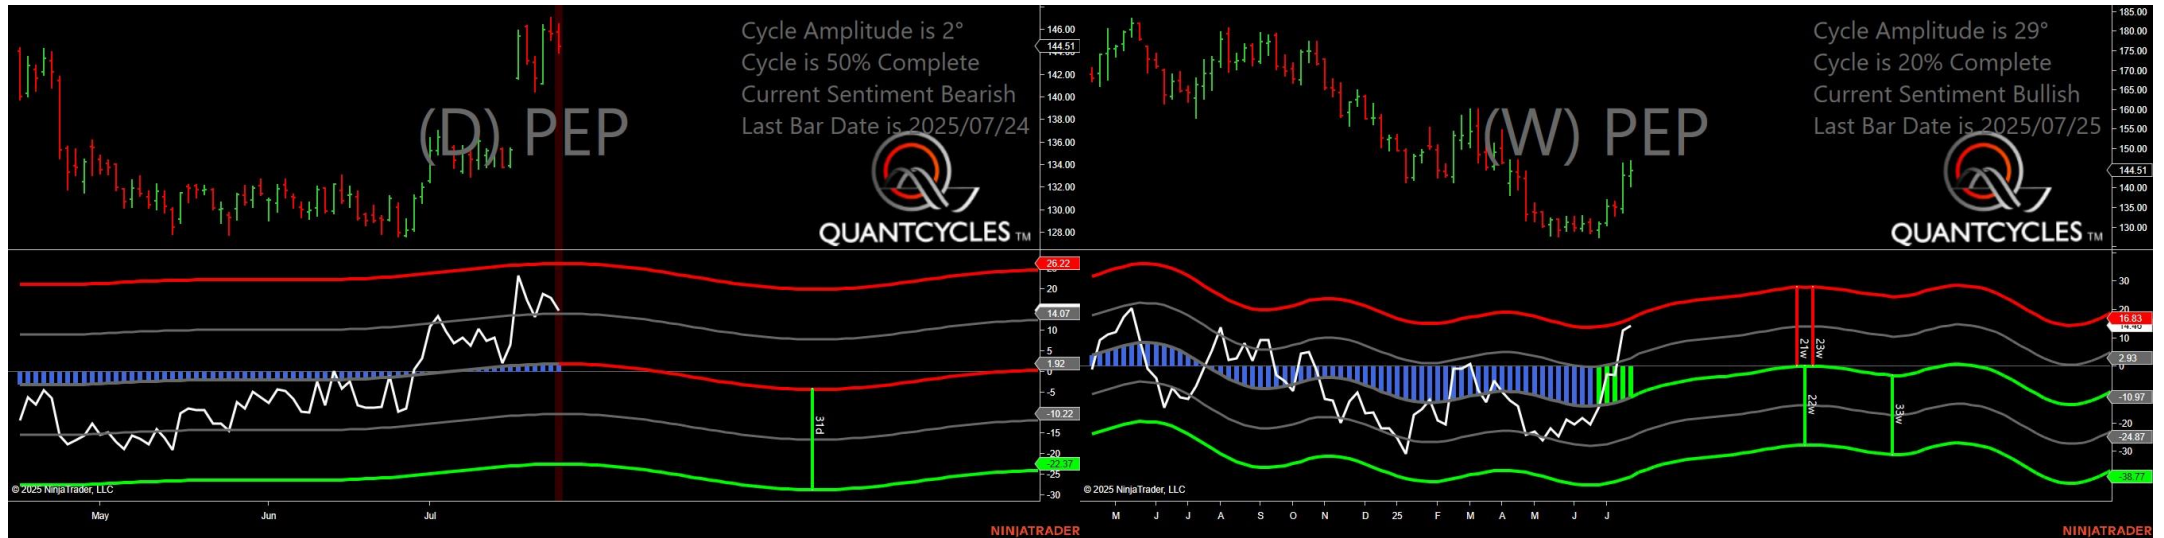 Cycle Amplitude is 2°
Cycle is 50% Complete
Current Sentiment Bearish
Last Bar Date is 2025/07/24
(D) PEP
QUANTCYCLES TM
146.00
144.51
142.00
140.00
138.00
136.00
134.00
132.00
130.00
128.00
26.22
20
14.07
10
5
1.92
0
-5
-10.22
-15
-20
-22.37
-25
-30
31d
© 2025 NinjaTrader, LLC
May
Jun
Jul
NINJATRADER
Cycle Amplitude is 29°
Cycle is 20% Complete
Current Sentiment Bullish
Last Bar Date is 2025/07/25
(W) PEP
QUANTCYCLES TM
185.00
180.00
175.00
170.00
165.00
160.00
155.00
150.00
144.51
140.00
135.00
130.00
30
20
16.83
14.46
10
2.93
0
-10.97
-20
-24.87
-30
-38.77
21w
23w
22w
33w
© 2025 NinjaTrader, LLC
M
J
J
A
S
O
N
D
25
F
M
A
M
J
J
NINJATRADER